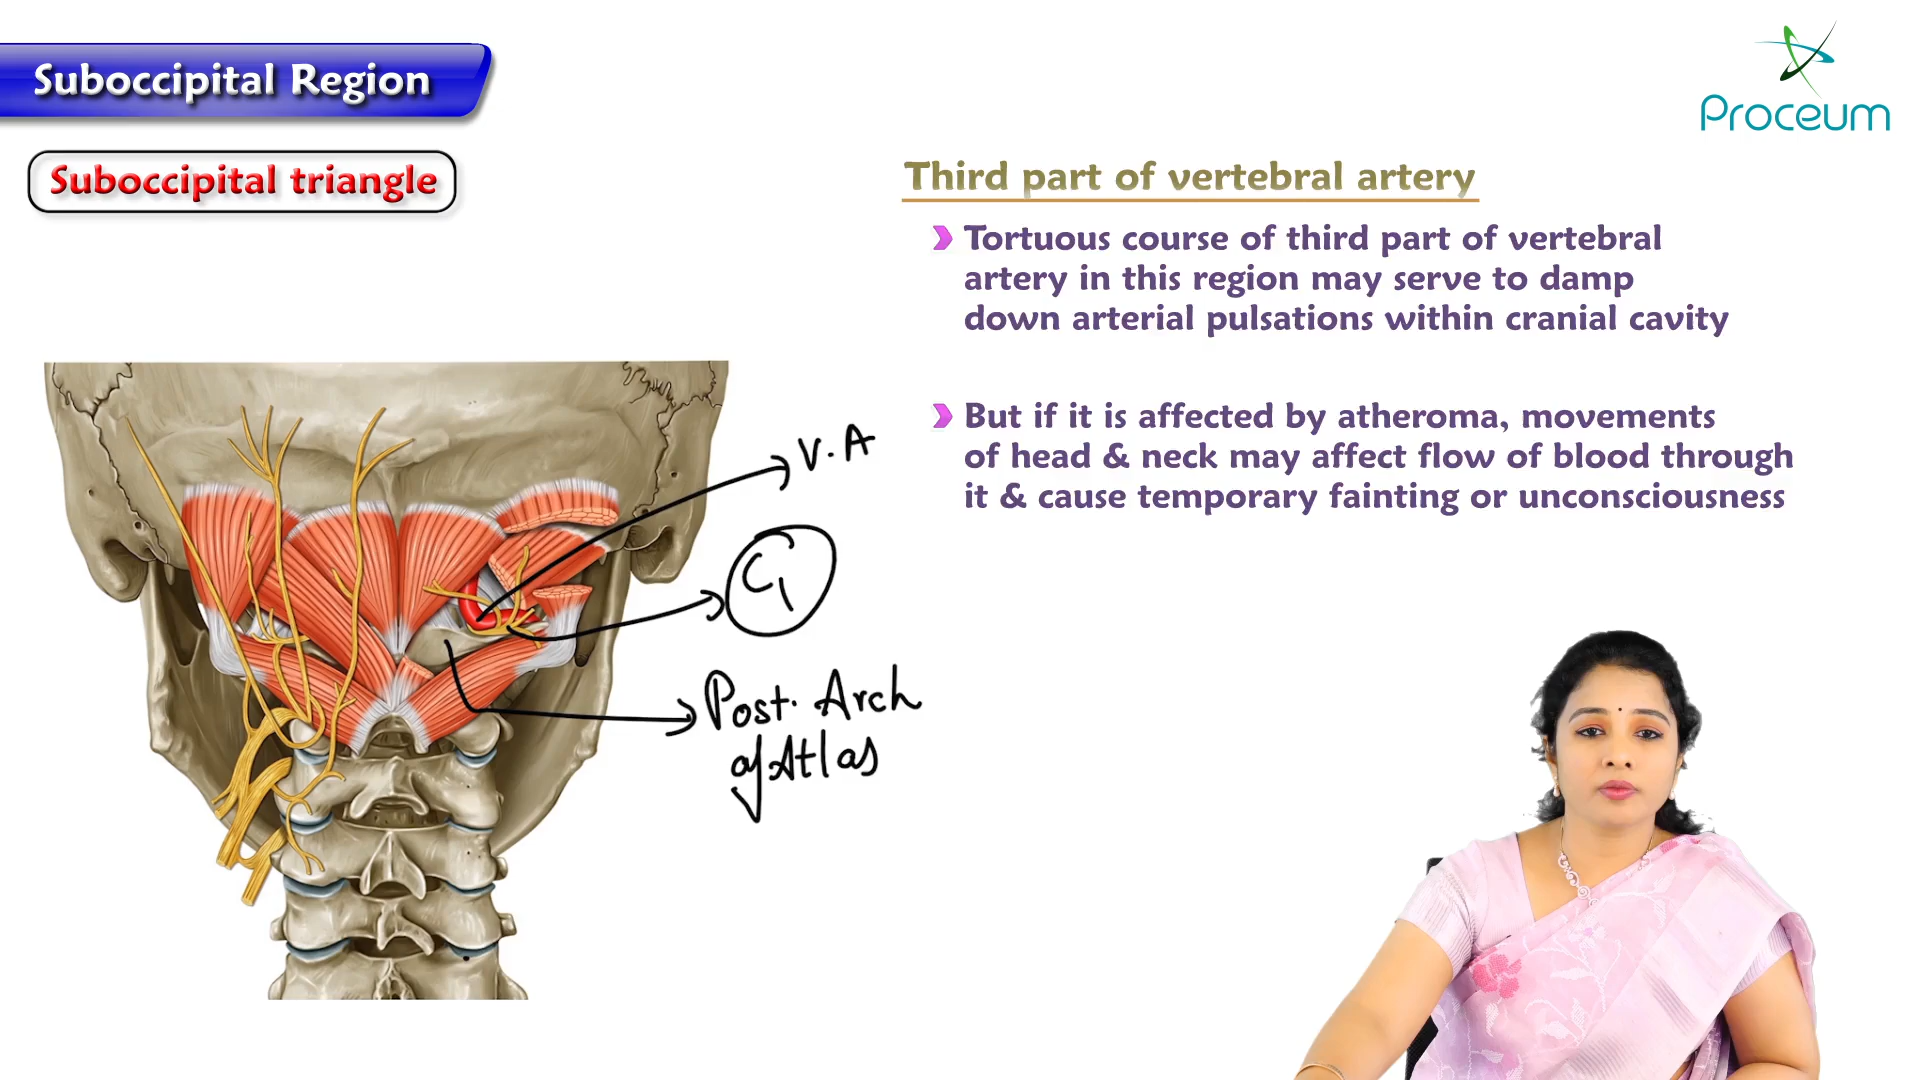 Suboccipital Region
Proceum
Suboccipital triangle
Third part of vertebral artery
Tortuous course of third part of vertebral
artery in this region may serve to damp
down arterial pulsations within cranial cavity
But if it is affected by atheroma, movements
of head & neck may affect flow of blood through
it & cause temporary fainting or unconsciousness
V.A
C1
Post. Arch
of Atlas